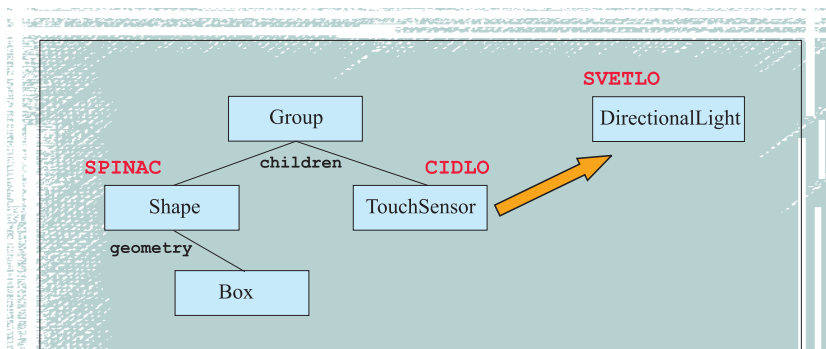 SVETLO
Group
DirectionalLight
children
SPINAC
CIDLO
Shape
TouchSensor
geometry
Box